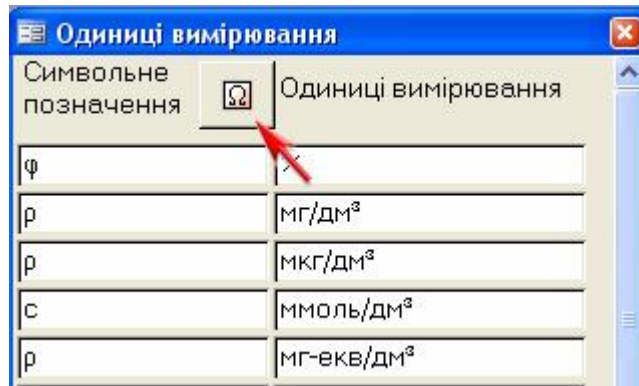 Одиниці вимірювання
Символьне
позначення
Ω
Одиниці вимірювання
φ
ρ мг/дм³
ρ мкг/дм³
с ммоль/дм³
ρ мг-екв/дм³